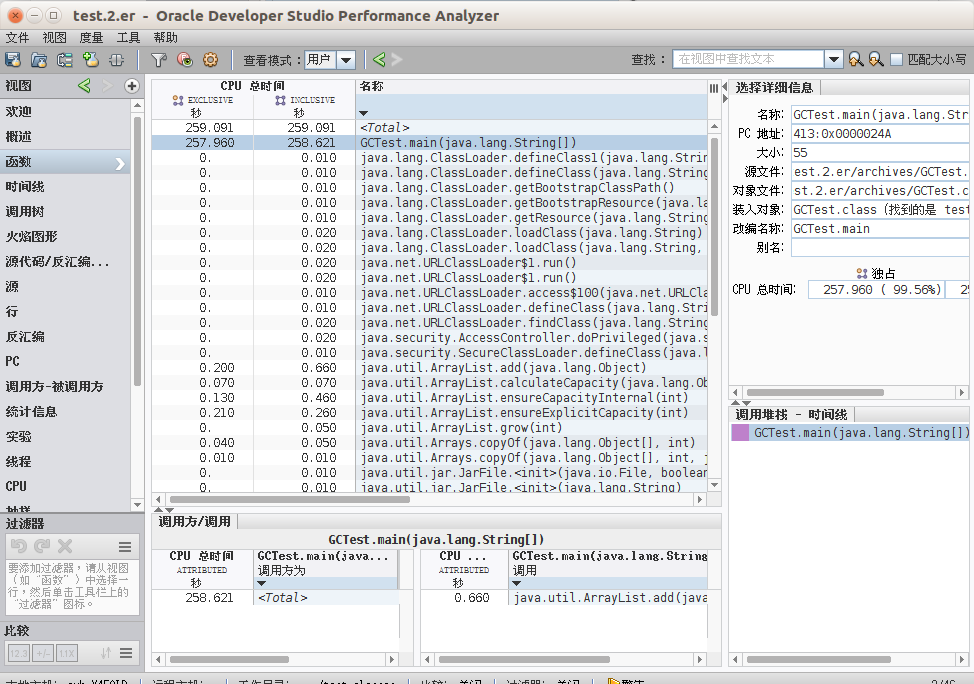 test.2.er - Oracle Developer Studio Performance Analyzer
文件 视图 度量 工具 帮助
查看模式： 用户
查找： 在视图中查找文本 匹配大小写
视图
欢迎
概述
函数
时间线
调用树
火焰图形
源代码/反汇编...
源
行
反汇编
PC
调用方-被调用方
统计信息
实验
线程
CPU
过滤器
要添加过滤器，请从视图
（如“函数”）中选择一
行，然后单击工具栏上的
“过滤器”图标。
比较
12.3 +/- 1.1X
CPU 总时间 名称
EXCLUSIVE INCLUSIVE
秒 秒
259.091 259.091 <Total>
257.960 258.621 GCTest.main(java.lang.String[])
0. 0.010 java.lang.ClassLoader.defineClass1(java.lang.Strin
0. 0.010 java.lang.ClassLoader.defineClass(java.lang.String
0. 0.010 java.lang.ClassLoader.getBootstrapClassPath()
0. 0.010 java.lang.ClassLoader.getBootstrapResource(java.la
0. 0.010 java.lang.ClassLoader.getResource(java.lang.String
0. 0.020 java.lang.ClassLoader.loadClass(java.lang.String)
0. 0.020 java.lang.ClassLoader.loadClass(java.lang.String,
0. 0.020 java.net.URLClassLoader$1.run()
0. 0.010 java.net.URLClassLoader$1.run()
0. 0.010 java.net.URLClassLoader.access$100(java.net.URLCla
0. 0.010 java.net.URLClassLoader.defineClass(java.lang.Stri
0. 0.020 java.net.URLClassLoader.findClass(java.lang.String
0. 0.020 java.security.AccessController.doPrivileged(java.s
0. 0.010 java.security.SecureClassLoader.defineClass(java.l
0.200 0.660 java.util.ArrayList.add(java.lang.Object)
0.070 0.070 java.util.ArrayList.calculateCapacity(java.lang.Ob
0.130 0.460 java.util.ArrayList.ensureCapacityInternal(int)
0.210 0.260 java.util.ArrayList.ensureExplicitCapacity(int)
0. 0.050 java.util.ArrayList.grow(int)
0.040 0.050 java.util.Arrays.copyOf(java.lang.Object[], int)
0.010 0.010 java.util.Arrays.copyOf(java.lang.Object[], int, j
0. 0.010 java.util.jar.JarFile.<init>(java.io.File, boolean
0. 0.010 java.util.jar.JarFile.<init>(java.lang.String)
调用方/调用
GCTest.main(java.lang.String[])
CPU 总时间 GCTest.main(java...
ATTRIBUTED 调用方为
秒
258.621 <Total>
CPU ... GCTest.main(java.lang.String
ATTRIBUTED 调用
秒
0.660 java.util.ArrayList.add(java
选择详细信息
名称: GCTest.main(java.lang.Str
PC 地址: 413:0x0000024A
大小: 55
源文件: est.2.er/archives/GCTest.
对象文件: st.2.er/archives/GCTest.c
装入对象: GCTest.class (找到的是 test
改编名称: GCTest.main
别名:
独占
CPU 总时间: 257.960 ( 99.56%) 25
调用堆栈 - 时间线
GCTest.main(java.lang.String[])